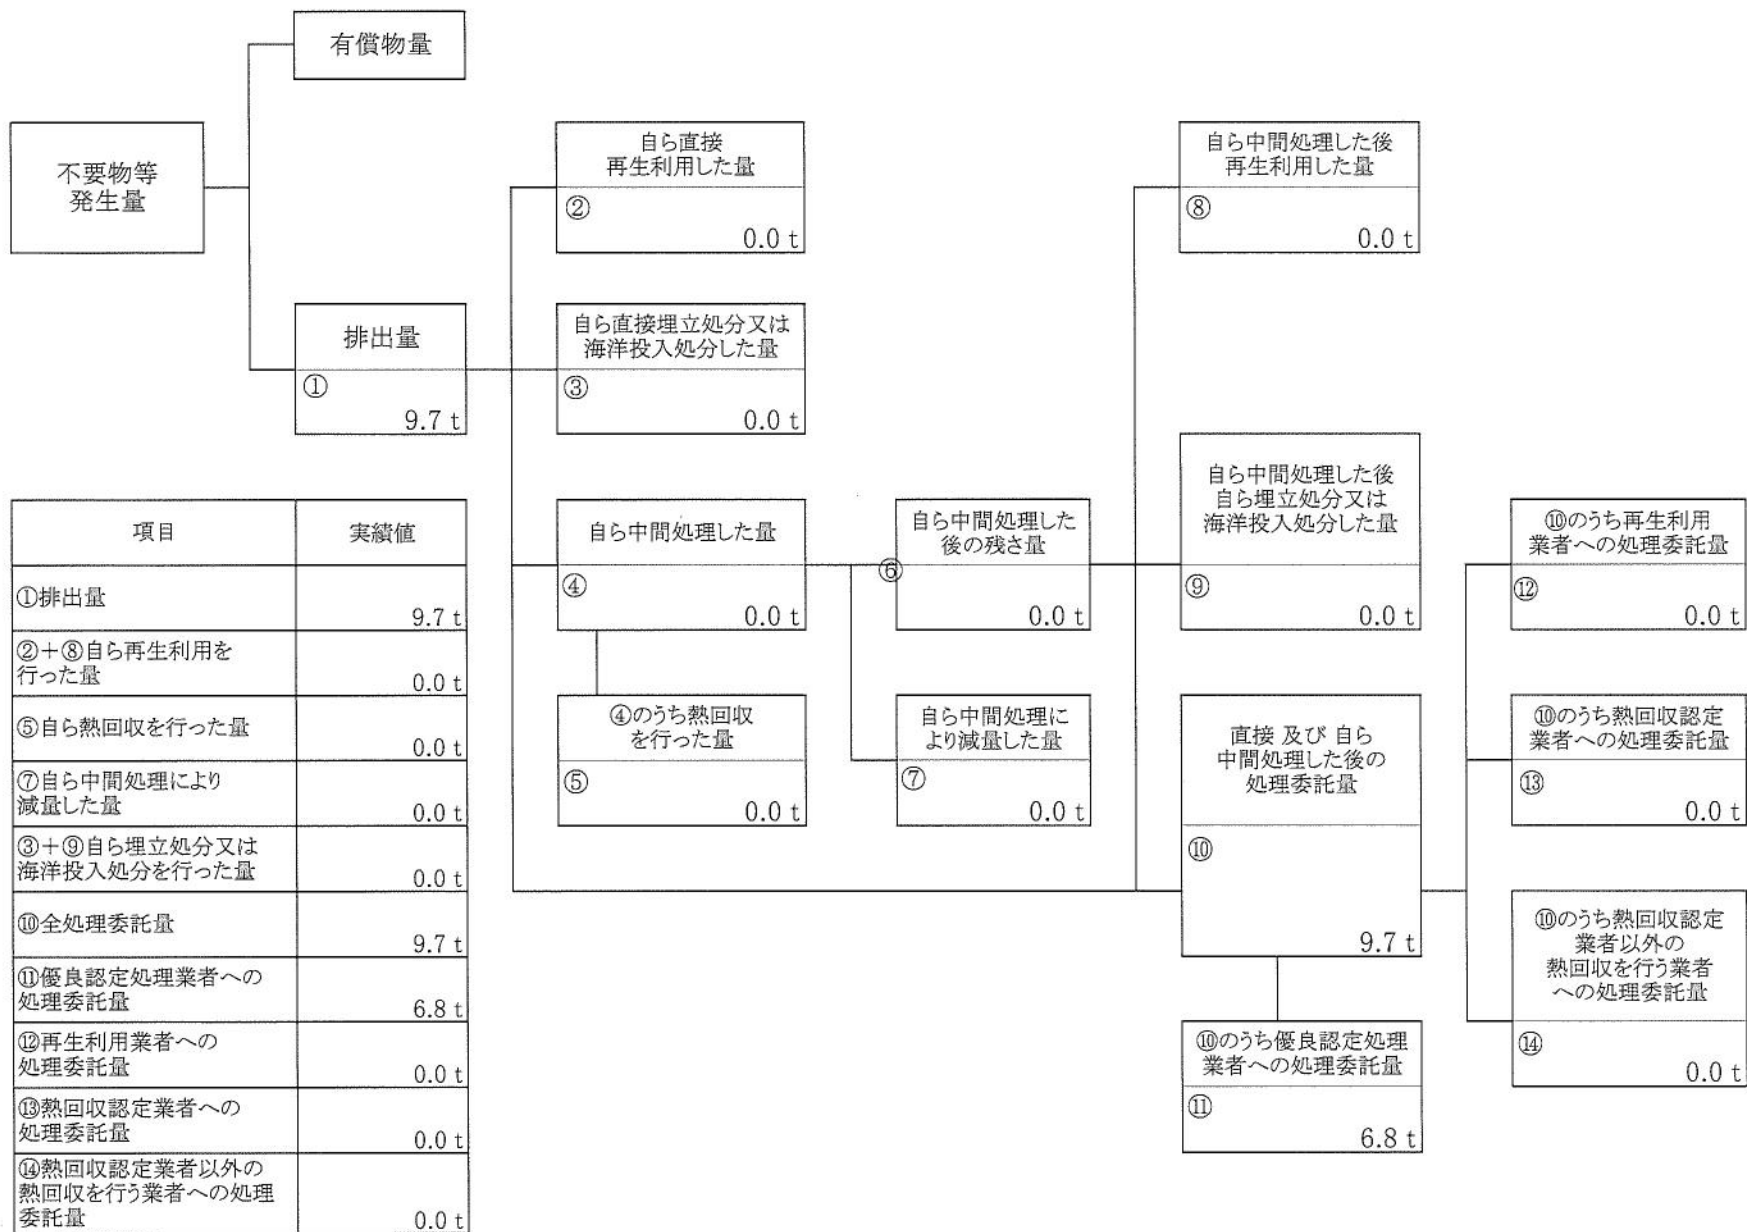 有償物量
不要物等
発生量
自ら直接
再生利用した量
②
0.0 t
自ら中間処理した後
再生利用した量
⑧
0.0 t
排出量
①
9.7 t
自ら直接埋立処分又は
海洋投入処分した量
③
0.0 t
自ら中間処理した量
④
0.0 t
自ら中間処理した
後の残さ量
⑥
0.0 t
自ら中間処理した後
自ら埋立処分又は
海洋投入処分した量
⑨
0.0 t
⑩のうち再生利用
業者への処理委託量
⑫
0.0 t
④のうち熱回収
を行った量
⑤
0.0 t
自ら中間処理に
より減量した量
⑦
0.0 t
直接 及び 自ら
中間処理した後の
処理委託量
⑩
9.7 t
⑩のうち熱回収認定
業者への処理委託量
⑬
0.0 t
⑩のうち熱回収認定
業者以外の
熱回収を行う業者
への処理委託量
⑭
0.0 t
⑩のうち優良認定処理
業者への処理委託量
⑪
6.8 t
項目 実績値
①排出量
9.7 t
②+⑧自ら再生利用を
行った量
0.0 t
⑤自ら熱回収を行った量
0.0 t
⑦自ら中間処理により
減量した量
0.0 t
③+⑨自ら埋立処分又は
海洋投入処分を行った量
0.0 t
⑩全処理委託量
9.7 t
⑪優良認定処理業者への
処理委託量
6.8 t
⑫再生利用業者への
処理委託量
0.0 t
⑬熱回収認定業者への
処理委託量
0.0 t
⑭熱回収認定業者以外の
熱回収を行う業者への処理
委託量
0.0 t